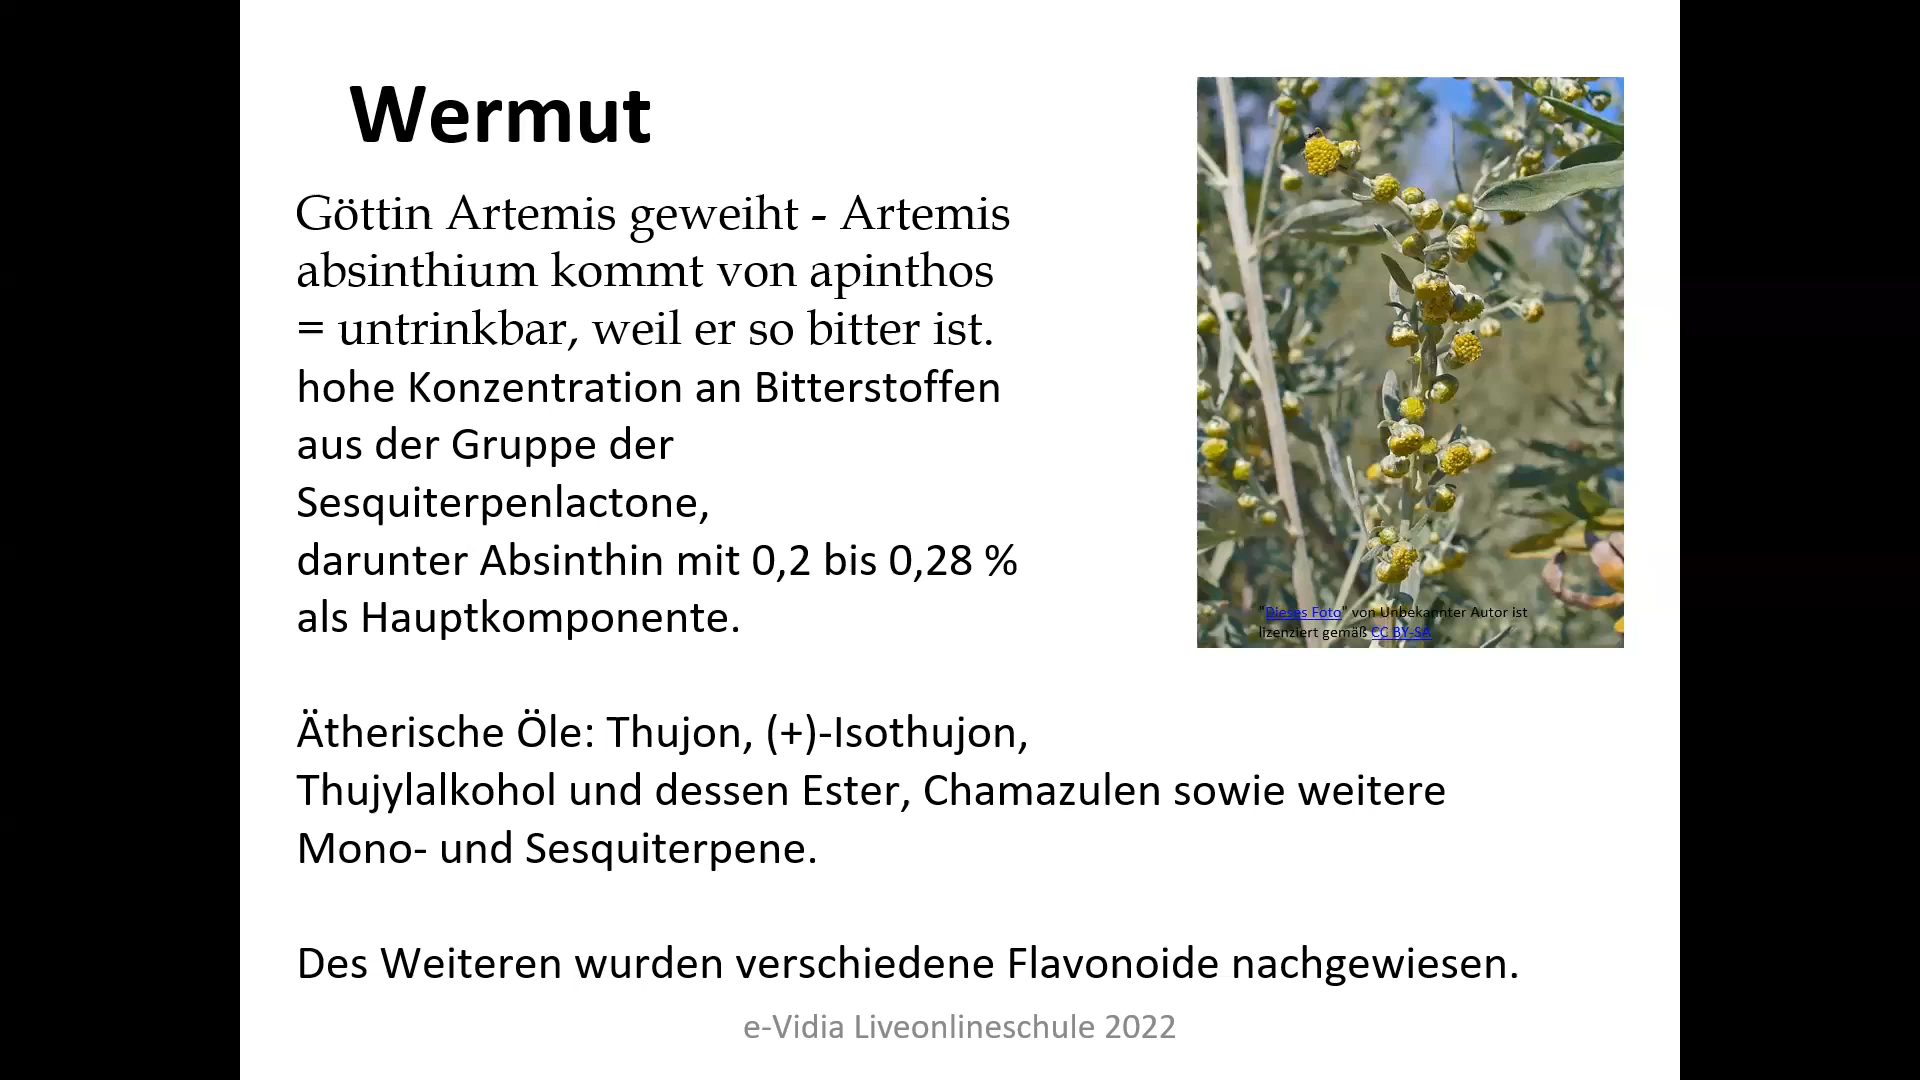 Wermut
Göttin Artemis geweiht - Artemis
absinthium kommt von apinthos
= untrinkbar, weil er so bitter ist.
hohe Konzentration an Bitterstoffen
aus der Gruppe der
Sesquiterpenlactone,
darunter Absinthin mit 0,2 bis 0,28 %
als Hauptkomponente.
"Dieses Foto" von Unbekannter Autor ist
lizenziert gemäß CC BY-SA
Ätherische Öle: Thujon, (+)-Isothujon,
Thujylalkohol und dessen Ester, Chamazulen sowie weitere
Mono- und Sesquiterpene.
Des Weiteren wurden verschiedene Flavonoide nachgewiesen.
e-Vidia Liveonlineschule 2022